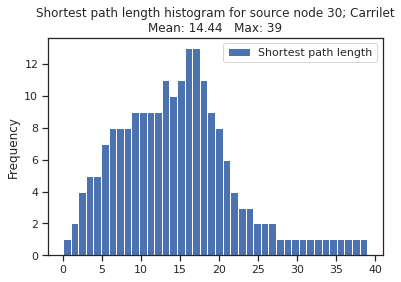 Shortest path length histogram for source node 30; Carrilet
Mean: 14.44   Max: 39
Shortest path length
Frequency
12
10
8
6
4
2
0
0 5 10 15 20 25 30 35 40